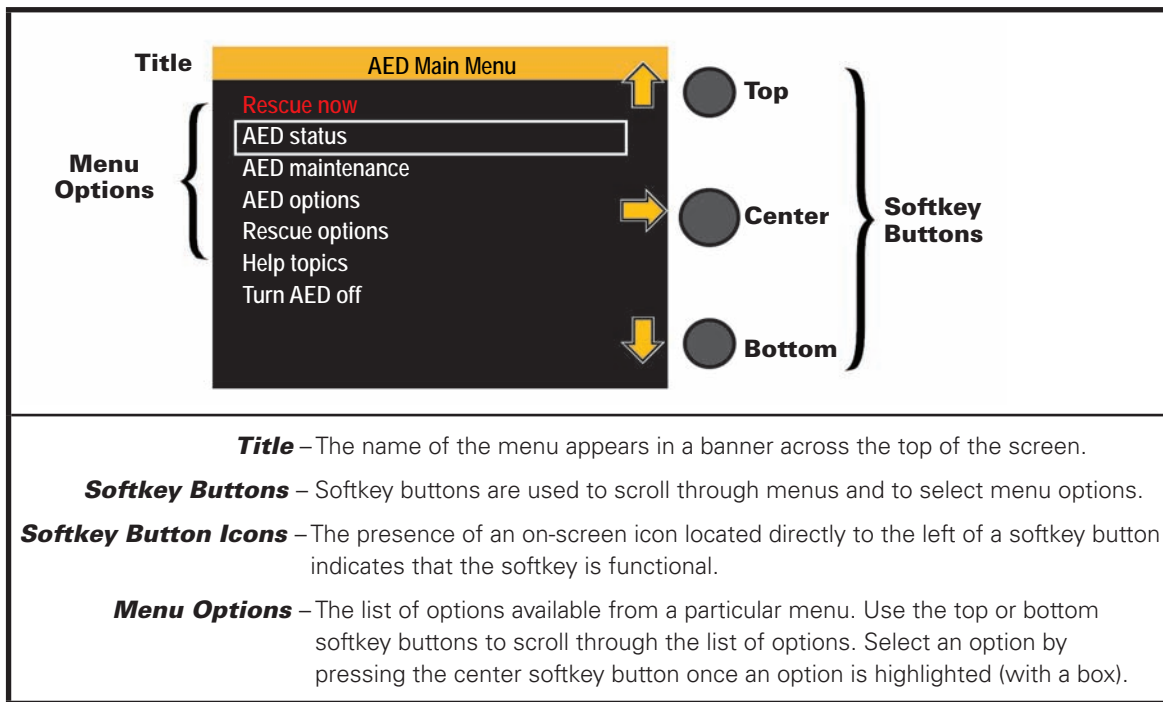 Title
AED Main Menu
Rescue now
AED status
AED maintenance
AED options
Rescue options
Help topics
Turn AED off
Menu
Options
Top
Center
Bottom
Softkey
Buttons
Title – The name of the menu appears in a banner across the top of the screen.
Softkey Buttons – Softkey buttons are used to scroll through menus and to select menu options.
Softkey Button Icons – The presence of an on-screen icon located directly to the left of a softkey button
indicates that the softkey is functional.
Menu Options – The list of options available from a particular menu. Use the top or bottom
softkey buttons to scroll through the list of options. Select an option by
pressing the center softkey button once an option is highlighted (with a box).